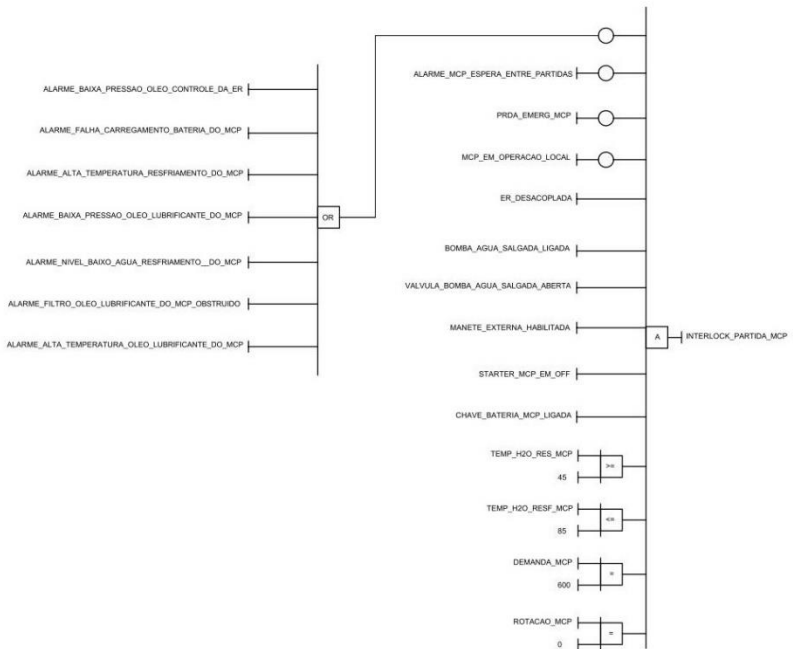 ALARME_BAIXA_PRESSAO_OLEO_CONTROLE_DA_ER
ALARME_FALHA_CARREGAMENTO_BATERIA_DO_MCP
ALARME_ALTA_TEMPERATURA_RESFRIAMENTO_DO_MCP
ALARME_BAIXA_PRESSAO_OLEO_LUBRIFICANTE_DO_MCP
ALARME_NIVEL_BAIXO_AGUA_RESFRIAMENTO__DO_MCP
ALARME_FILTRO_OLEO_LUBRIFICANTE_DO_MCP_OBSTRUIDO
ALARME_ALTA_TEMPERATURA_OLEO_LUBRIFICANTE_DO_MCP
OR
ALARME_MCP_ESPERA_ENTRE_PARTIDAS
PRDA_EMERG_MCP
MCP_EM_OPERACAO_LOCAL
ER_DESACOPLADA
BOMBA_AGUA_SALGADA_LIGADA
VALVULA_BOMBA_AGUA_SALGADA_ABERTA
MANETE_EXTERNA_HABILITADA
STARTER_MCP_EM_OFF
CHAVE_BATERIA_MCP_LIGADA
TEMP_H2O_RES_MCP
>=
45
TEMP_H2O_RESF_MCP
<=
85
DEMANDA_MCP
=
600
ROTACAO_MCP
=
0
A
INTERLOCK_PARTIDA_MCP